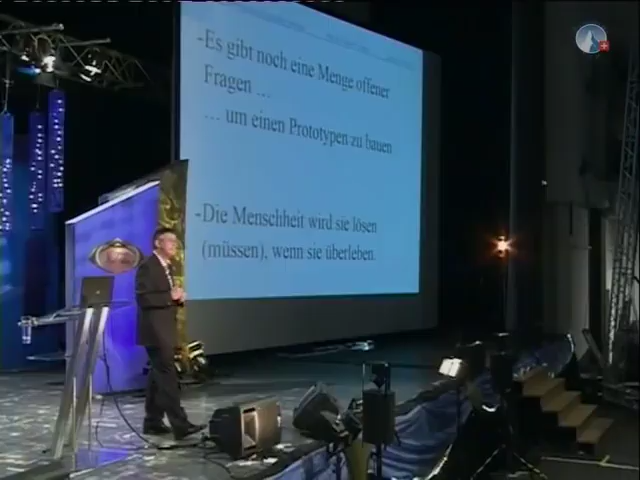 -Es gibt noch eine Menge offener
Fragen ...
... um einen Prototypen zu bauen
-Die Menschheit wird sie lösen
(müssen), wenn sie überleben.